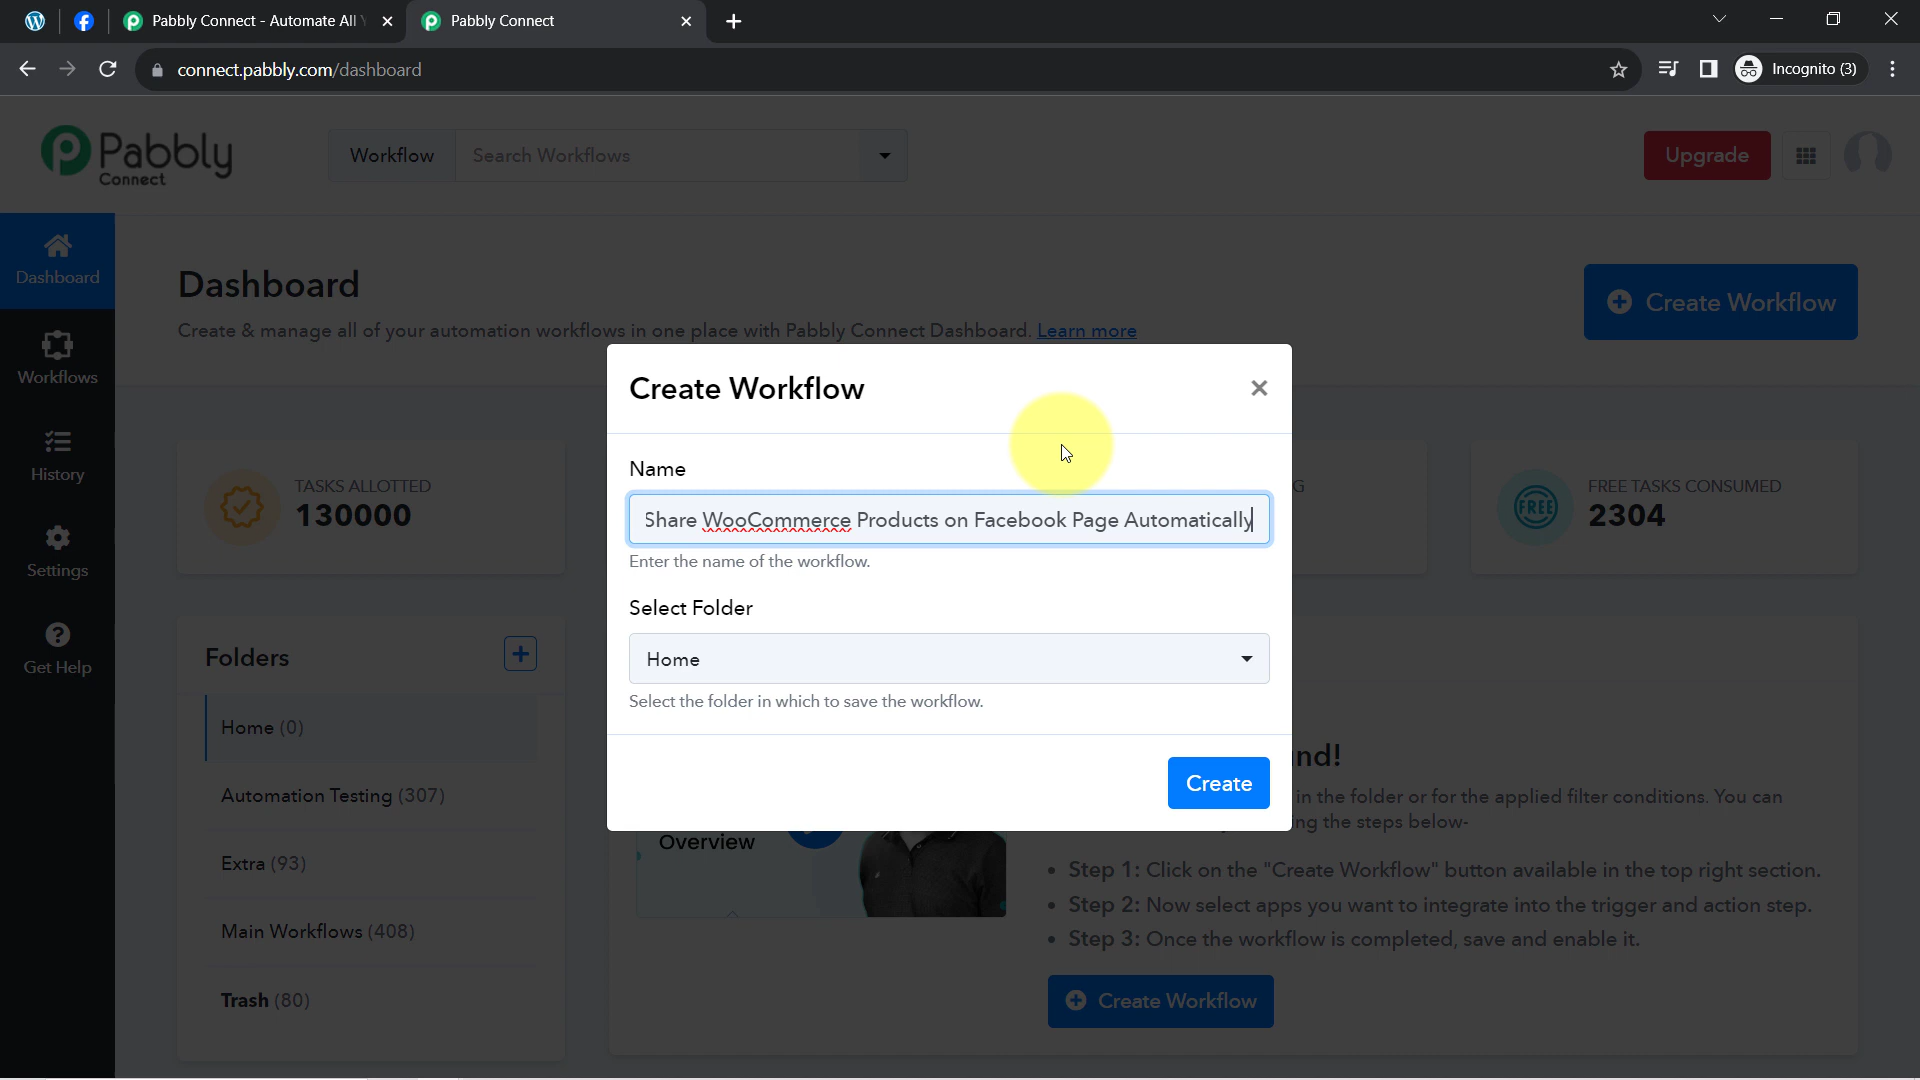 Pabbly Connect - Automate All Y
Pabbly Connect
connect.pabbly.com/dashboard
Incognito (3)
Pabbly
Connect
Workflow
Search Workflows
Upgrade
Dashboard
Workflows
History
Settings
Get Help
Dashboard
Create & manage all of your automation workflows in one place with Pabbly Connect Dashboard. Learn more
Create Workflow
TASKS ALLOTTED
130000
G
FREE
FREE TASKS CONSUMED
2304
Create Workflow
Name
Share WooCommerce Products on Facebook Page Automatically
Enter the name of the workflow.
Select Folder
Home
Select the folder in which to save the workflow.
Create
Folders
Home (0)
Automation Testing (307)
Extra (93)
Main Workflows (408)
Trash (80)
Overview
nd!
in the folder or for the applied filter conditions. You can
ng the steps below-
• Step 1: Click on the "Create Workflow" button available in the top right section.
• Step 2: Now select apps you want to integrate into the trigger and action step.
• Step 3: Once the workflow is completed, save and enable it.
Create Workflow